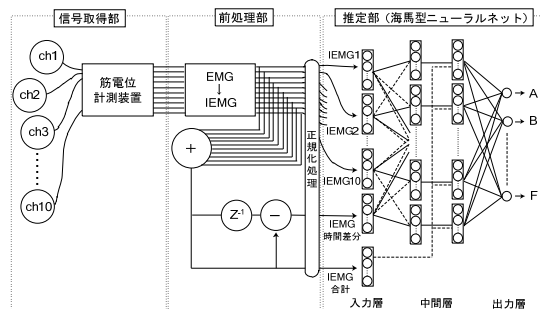 信号取得部
前処理部
推定部（海馬型ニューラルネット）
ch1
ch2
ch3
ch10
筋電位
計測装置
EMG
↓
IEMG
+
Z-1
−
正規化処理
IEMG1
IEMG2
IEMG10
IEMG
時間差分
IEMG
合計
A
B
F
入力層
中間層
出力層